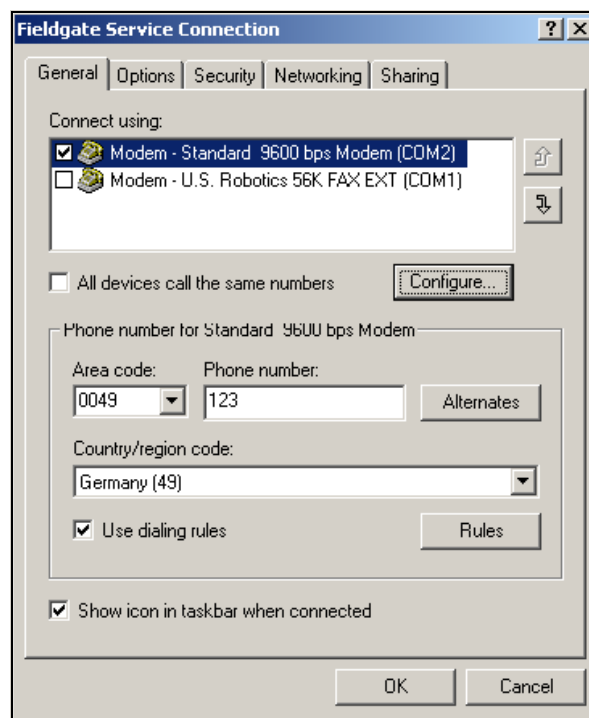 Fieldgate Service Connection
General Options Security Networking Sharing
Connect using:
Modem - Standard 9600 bps Modem (COM2)
Modem - U.S. Robotics 56K FAX EXT (COM1)
All devices call the same numbers Configure...
Phone number for Standard 9600 bps Modem
Area code: Phone number:
0049 123 Alternates
Country/region code:
Germany (49)
Use dialing rules Rules
Show icon in taskbar when connected
OK Cancel